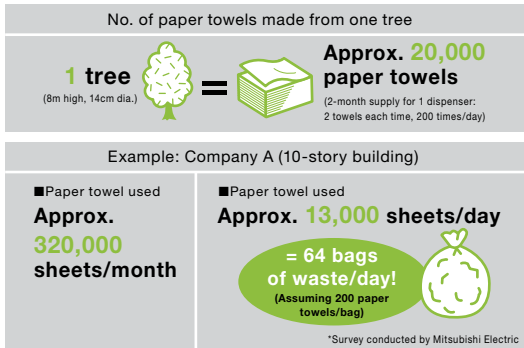 No. of paper towels made from one tree
1 tree
(8m high, 14cm dia.)
=
Approx. 20,000
paper towels
(2-month supply for 1 dispenser:
2 towels each time, 200 times/day)
Example: Company A (10-story building)
■Paper towel used
Approx.
320,000
sheets/month
■Paper towel used
Approx. 13,000 sheets/day
= 64 bags
of waste/day!
(Assuming 200 paper
towels/bag)
*Survey conducted by Mitsubishi Electric